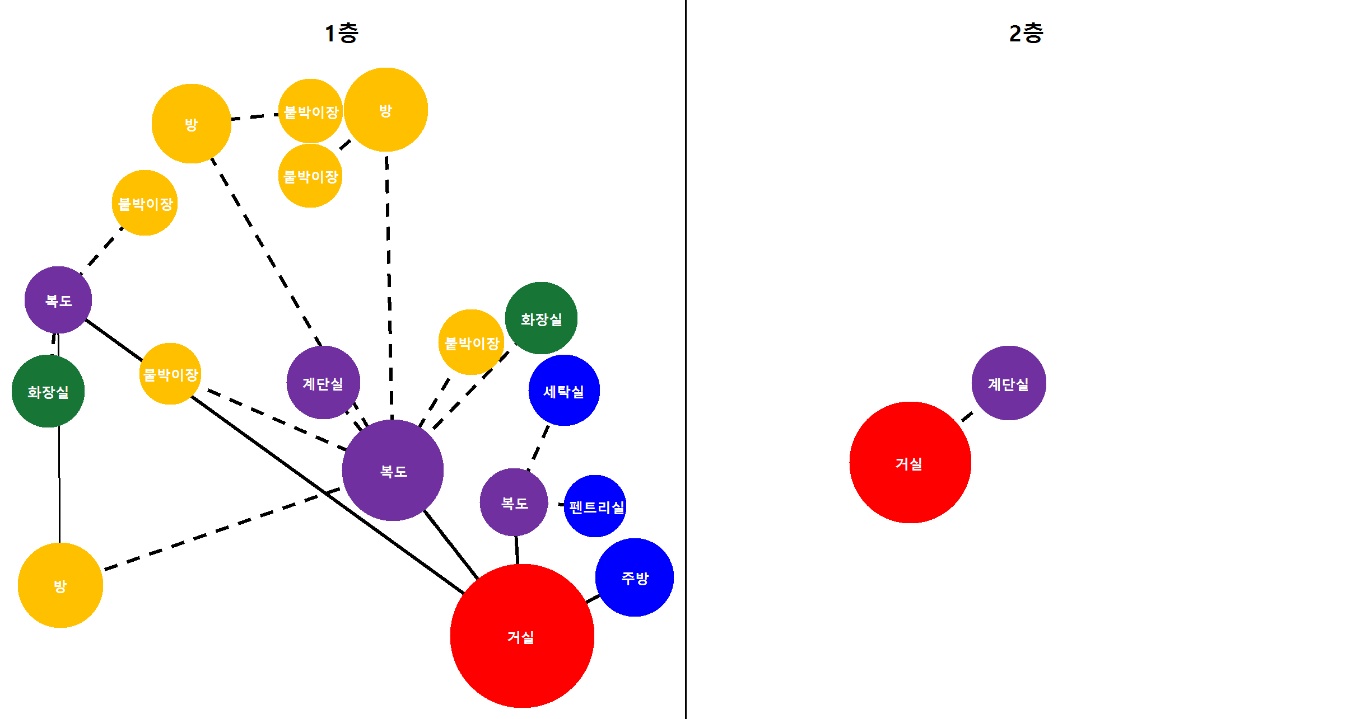 1층
2층
방
붙박이장
방
붙박이장
붙박이장
복도
화장실
붙박이장
화장실
붙박이장
계단실
세탁실
계단실
복도
거실
복도
펜트리실
방
주방
거실